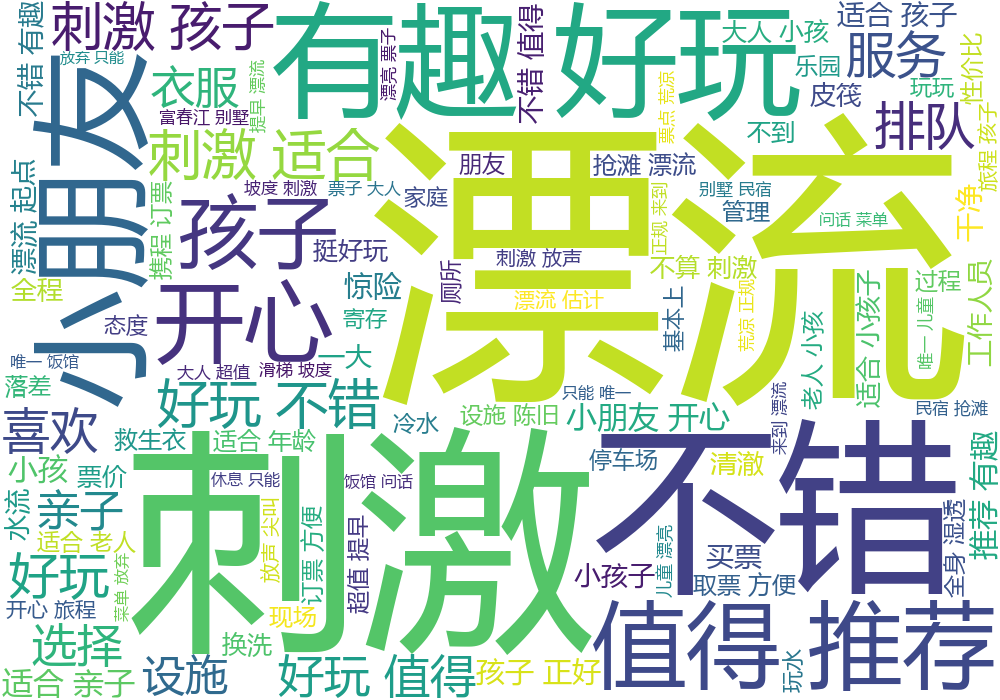 不错 有趣
刺激 孩子
放弃 只能
有趣 好玩
漂亮 票子
不错 值得
大人 小孩
适合 孩子
服务
性价比
乐园
玩玩
皮筏
票点 荒凉
小朋友
衣服
提早 漂流
富春江 别墅
刺激 适合
排队
不到
旅程 孩子
漂流
朋友
抢滩 漂流
漂流 起点
携程 订票
坡度 刺激
票子 大人
家庭
正规 来到
别墅 民宿
管理
问话 菜单
干净
孩子
挺好玩
刺激 放声
不算 刺激
全程
惊险
厕所
漂流 估计
基本上
荒凉 正规
适合 小孩子
过程
工作人员
开心
态度
寄存
老人 小孩
唯一 儿童
唯一 饭馆
大人 超值
滑梯 坡度
一大
落差
好玩 不错
只能 唯一
来到 漂流
民宿 抢滩
喜欢
冷水
设施 陈旧
小朋友 开心
救生衣
适合 年龄
刺激
不错
停车场
清澈
推荐 有趣
小孩
票价
休息 只能
饭馆 问话
水流
亲子
放声 尖叫
订票 方便
超值 提早
适合 老人
儿童 漂亮
买票
全身 湿透
好玩
菜单 放弃
小孩子
取票 方便
开心 旅程
现场
值得 推荐
选择
换洗
适合 亲子
设施
好玩 值得
孩子 正好
玩水